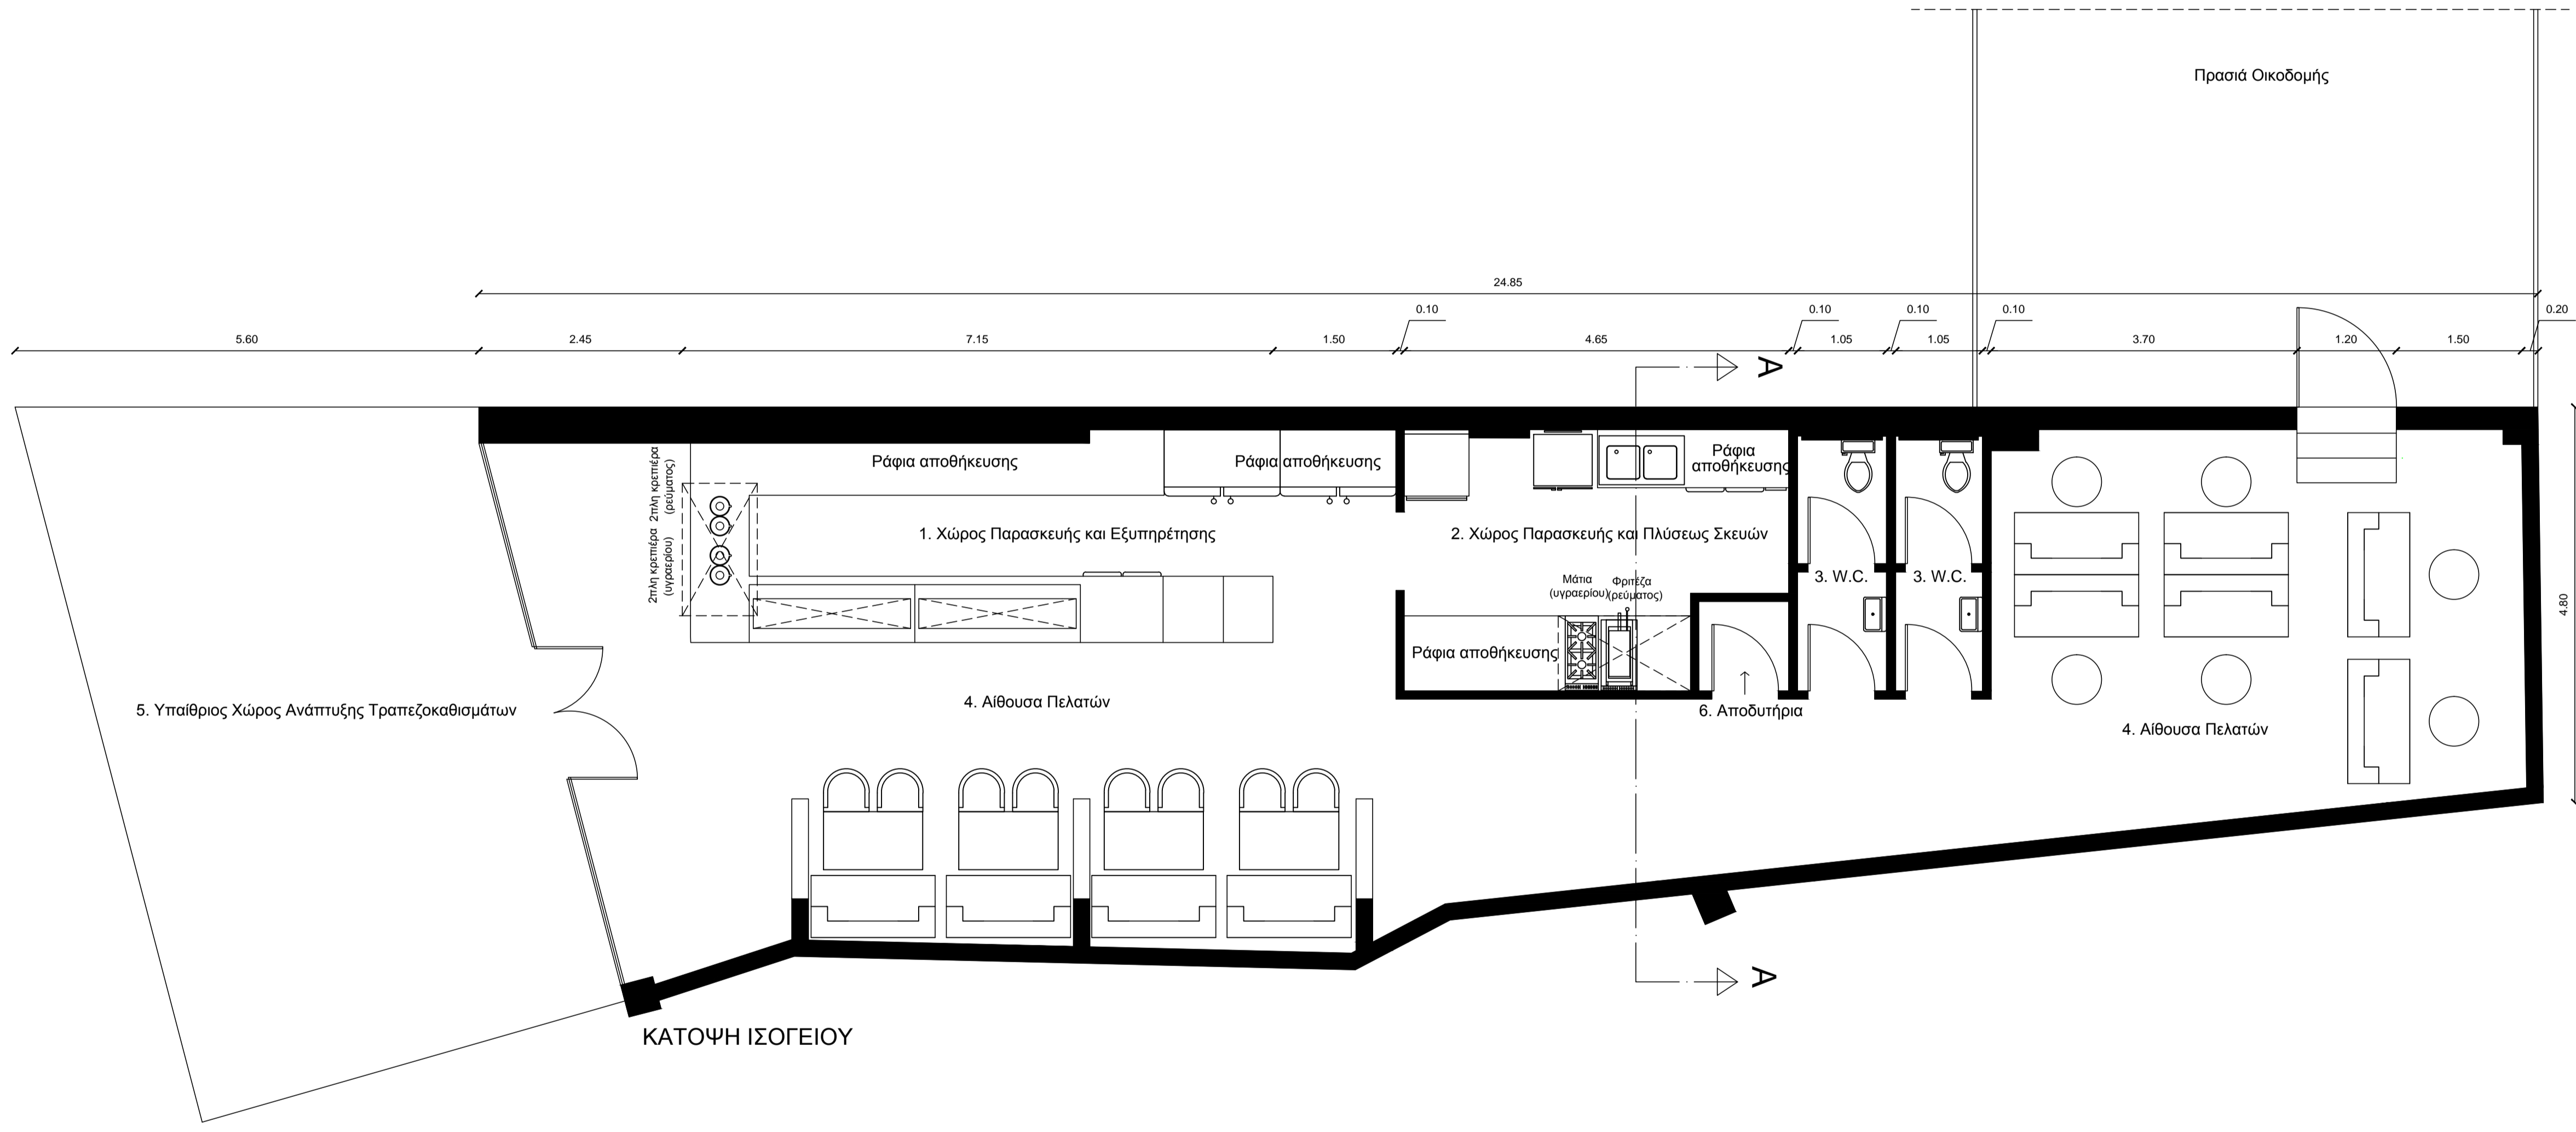 Πρασιά Οικοδομής
24.85
0.10
0.10
0.10
0.10
0.20
5.60
2.45
7.15
1.50
4.65
1.05
1.05
3.70
1.20
1.50
A
Ράφια αποθήκευσης
Ράφια αποθήκευσης
Ράφια
αποθήκευσης
2πλη κρεπιέρα
(ρεύματος)
2πλη κρεπιέρα
(υγραερίου)
1. Χώρος Παρασκευής και Εξυπηρέτησης
2. Χώρος Παρασκευής και Πλύσεως Σκευών
3. W.C.
3. W.C.
Μάτια
(υγραερίου)
Φριτέζα
(ρεύματος)
4.80
Ράφια αποθήκευσης
4. Αίθουσα Πελατών
5. Υπαίθριος Χώρος Ανάπτυξης Τραπεζοκαθισμάτων
6. Αποδυτήρια
4. Αίθουσα Πελατών
A
ΚΑΤΟΨΗ ΙΣΟΓΕΙΟΥ